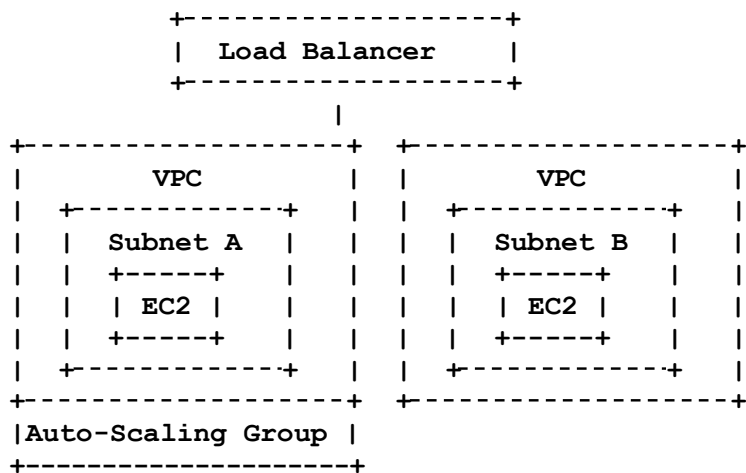 Load Balancer
VPC VPC
Subnet A Subnet B
EC2 EC2
Auto-Scaling Group